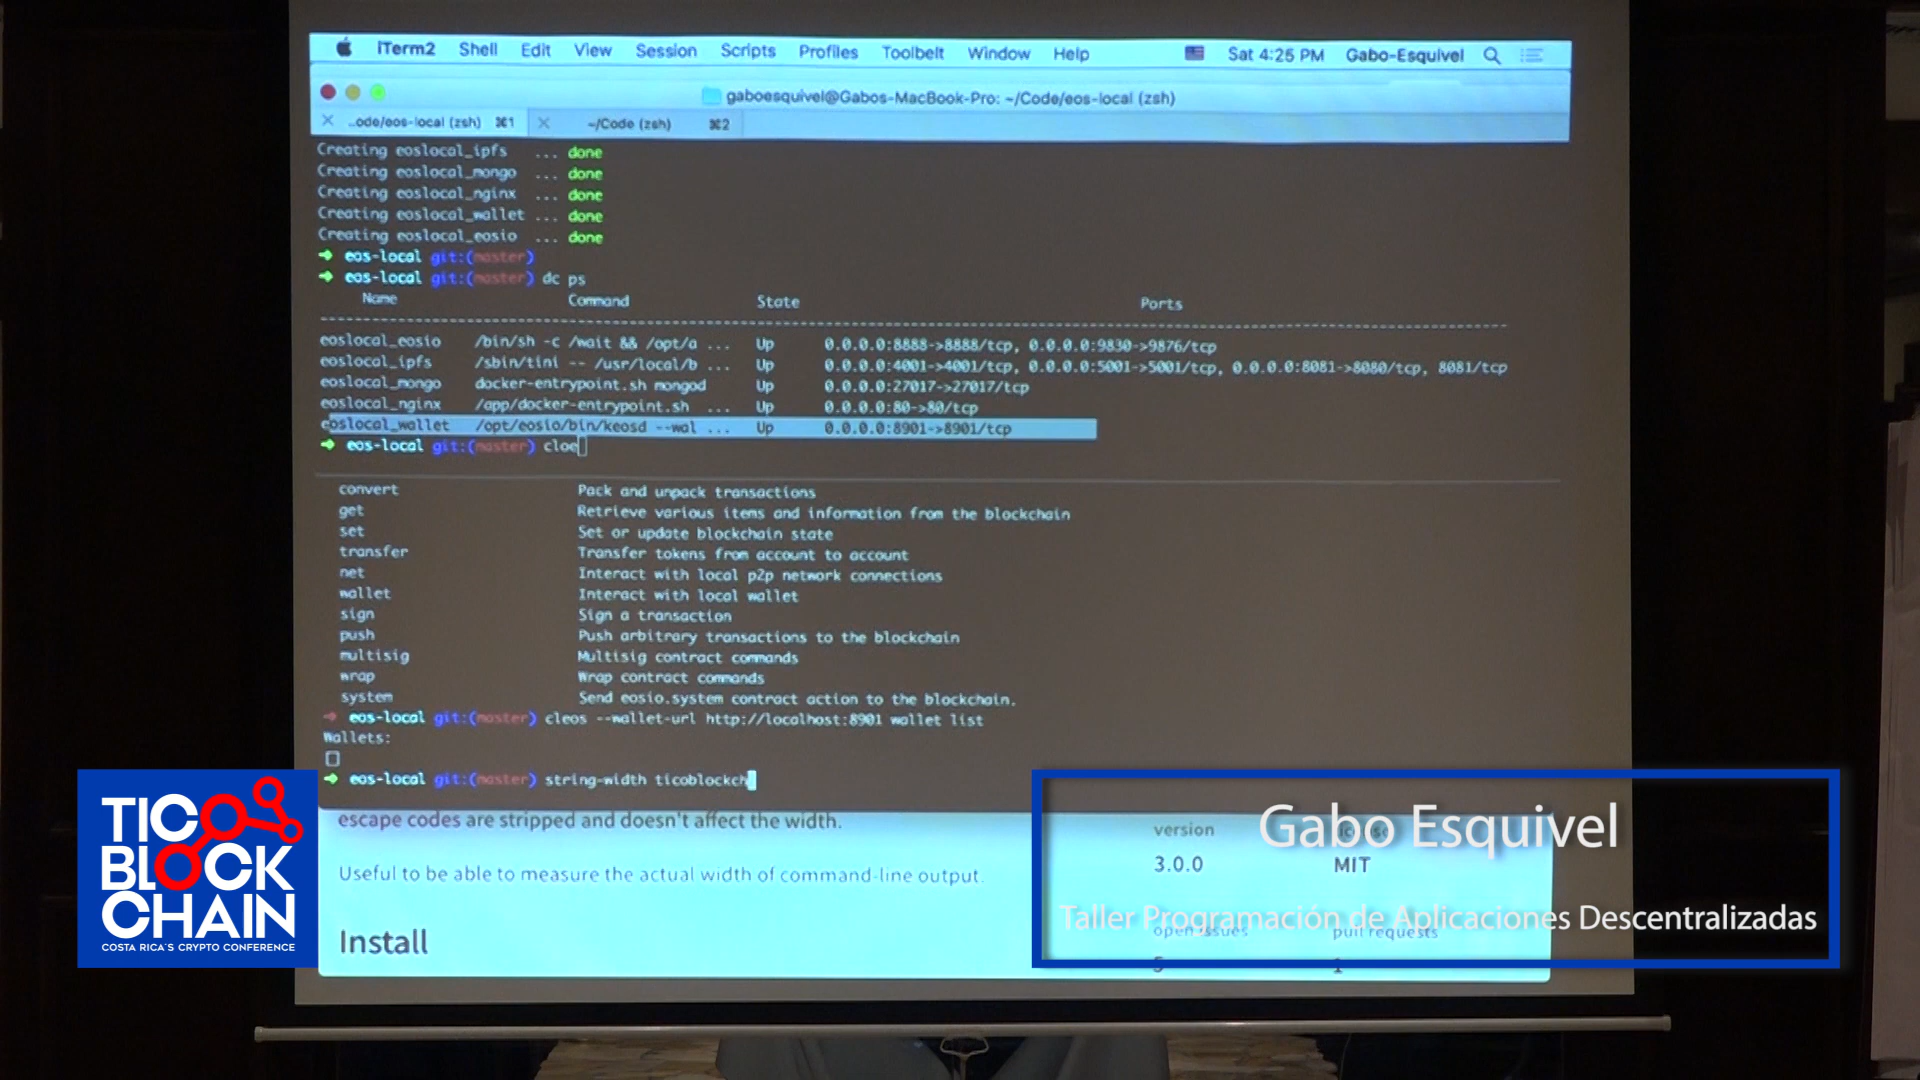 iTerm2 Shell Edit View Session Scripts Profiles Toolbelt Window Help Sat 4:25 PM Gabo-Esquivel
gaboesquivel@Gabos-MacBook-Pro: ~/Code/eos-local (zsh)
...ode/eos-local (zsh) ⌘1 ~/Code (zsh) ⌘2
Creating eoslocal_ipfs ... done
Creating eoslocal_mongo ... done
Creating eoslocal_nginx ... done
Creating eoslocal_wallet ... done
Creating eoslocal_eosio ... done
➜ eos-local git:(master)
➜ eos-local git:(master) dc ps
Name Command State Ports
--------------------------------------------------------------------------------
eoslocal_eosio /bin/sh -c /wait && /opt/a ... Up 0.0.0.0:8888->8888/tcp, 0.0.0.0:9830->9876/tcp
eoslocal_ipfs /sbin/tini -- /usr/local/b ... Up 0.0.0.0:4001->4001/tcp, 0.0.0.0:5001->5001/tcp, 0.0.0.0:8081->8080/tcp, 8081/tcp
eoslocal_mongo docker-entrypoint.sh mongod Up 0.0.0.0:27017->27017/tcp
eoslocal_nginx /app/docker-entrypoint.sh ... Up 0.0.0.0:80->80/tcp
eoslocal_wallet /opt/eosio/bin/keosd --wal ... Up 0.0.0.0:8901->8901/tcp
➜ eos-local git:(master) cloe
convert Pack and unpack transactions
get Retrieve various items and information from the blockchain
set Set or update blockchain state
transfer Transfer tokens from account to account
net Interact with local p2p network connections
wallet Interact with local wallet
sign Sign a transaction
push Push arbitrary transactions to the blockchain
multisig Multisig contract commands
wrap Wrap contract commands
system Send eosio.system contract action to the blockchain.
➜ eos-local git:(master) cleos --wallet-url http://localhost:8901 wallet list
Wallets:
[]
➜ eos-local git:(master) string-width ticoblockch
escape codes are stripped and doesn't affect the width.
Useful to be able to measure the actual width of command-line output.
Install
version
3.0.0 MIT
open issues pull requests
5 1
TICO
BLOCK
CHAIN
COSTA RICA'S CRYPTO CONFERENCE
Gabo Esquivel
Taller Programación de Aplicaciones Descentralizadas